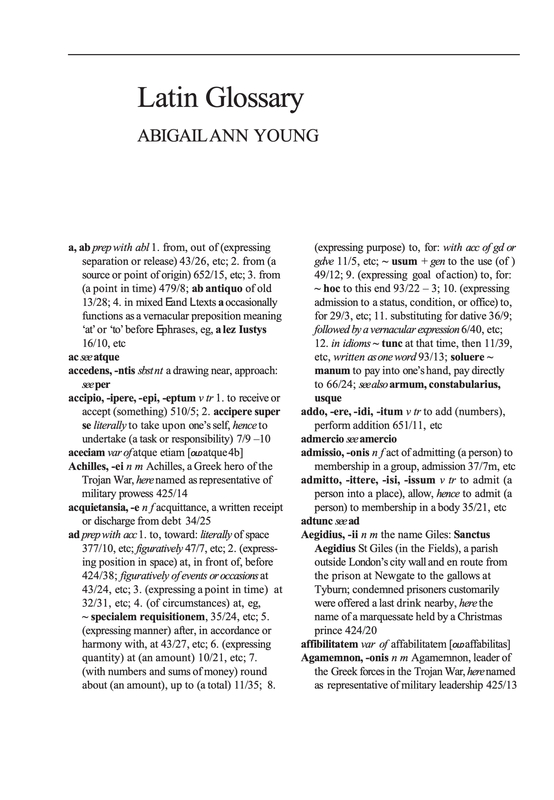 Latin Glossary
ABIGAIL ANN YOUNG
a, ab prep with abl 1. from, out of (expressing
separation or release) 43/26, etc; 2. from (a
source or point of origin) 652/15, etc; 3. from
(a point in time) 479/8; ab antiquo of old
13/28; 4. in mixed E and L texts a occasionally
functions as a vernacular preposition meaning
‘at’ or ‘to’ before E phrases, eg, a lez Iustys
16/10, etc
ac see atque
accedens, -ntis sbst nt a drawing near, approach:
see per
accipio, -ipere, -epi, -eptum v tr 1. to receive or
accept (something) 510/5; 2. accipere super
se literally to take upon one’s self, hence to
undertake (a task or responsibility) 7/9 –10
aceciam var of atque etiam [OLD atque 4b]
Achilles, -ei n m Achilles, a Greek hero of the
Trojan War, here named as representative of
military prowess 425/14
acquietansia, -e n f acquittance, a written receipt
or discharge from debt 34/25
ad prep with acc 1. to, toward: literally of space
377/10, etc; figuratively 47/7, etc; 2. (express-
ing position in space) at, in front of, before
424/38; figuratively of events or occasions at
43/24, etc; 3. (expressing a point in time) at
32/31, etc; 4. (of circumstances) at, eg,
~ specialem requisitionem, 35/24, etc; 5.
(expressing manner) after, in accordance or
harmony with, at 43/27, etc; 6. (expressing
quantity) at (an amount) 10/21, etc; 7.
(with numbers and sums of money) round
about (an amount), up to (a total) 11/35; 8.
(expressing purpose) to, for: with acc of gd or
gdve 11/5, etc; ~ usum + gen to the use (of )
49/12; 9. (expressing goal of action) to, for:
~ hoc to this end 93/22 – 3; 10. (expressing
admission to a status, condition, or office) to,
for 29/3, etc; 11. substituting for dative 36/9;
followed by a vernacular expression 6/40, etc;
12. in idioms ~ tunc at that time, then 11/39,
etc, written as one word 93/13; soluere ~
manum to pay into one’s hand, pay directly
to 66/24; see also armum, constabularius,
usque
addo, -ere, -idi, -itum v tr to add (numbers),
perform addition 651/11, etc
admercio see amercio
admissio, -onis n f act of admitting (a person) to
membership in a group, admission 37/7m, etc
admitto, -ittere, -isi, -issum v tr to admit (a
person into a place), allow, hence to admit (a
person) to membership in a body 35/21, etc
adtunc see ad
Aegidius, -ii n m the name Giles: Sanctus
Aegidius St Giles (in the Fields), a parish
outside London’s city wall and en route from
the prison at Newgate to the gallows at
Tyburn; condemned prisoners customarily
were offered a last drink nearby, here the
name of a marquessate held by a Christmas
prince 424/20
affibilitatem var of affabilitatem [OLD affabilitas]
Agamemnon, -onis n m Agamemnon, leader of
the Greek forces in the Trojan War, here named
as representative of military leadership 425/13